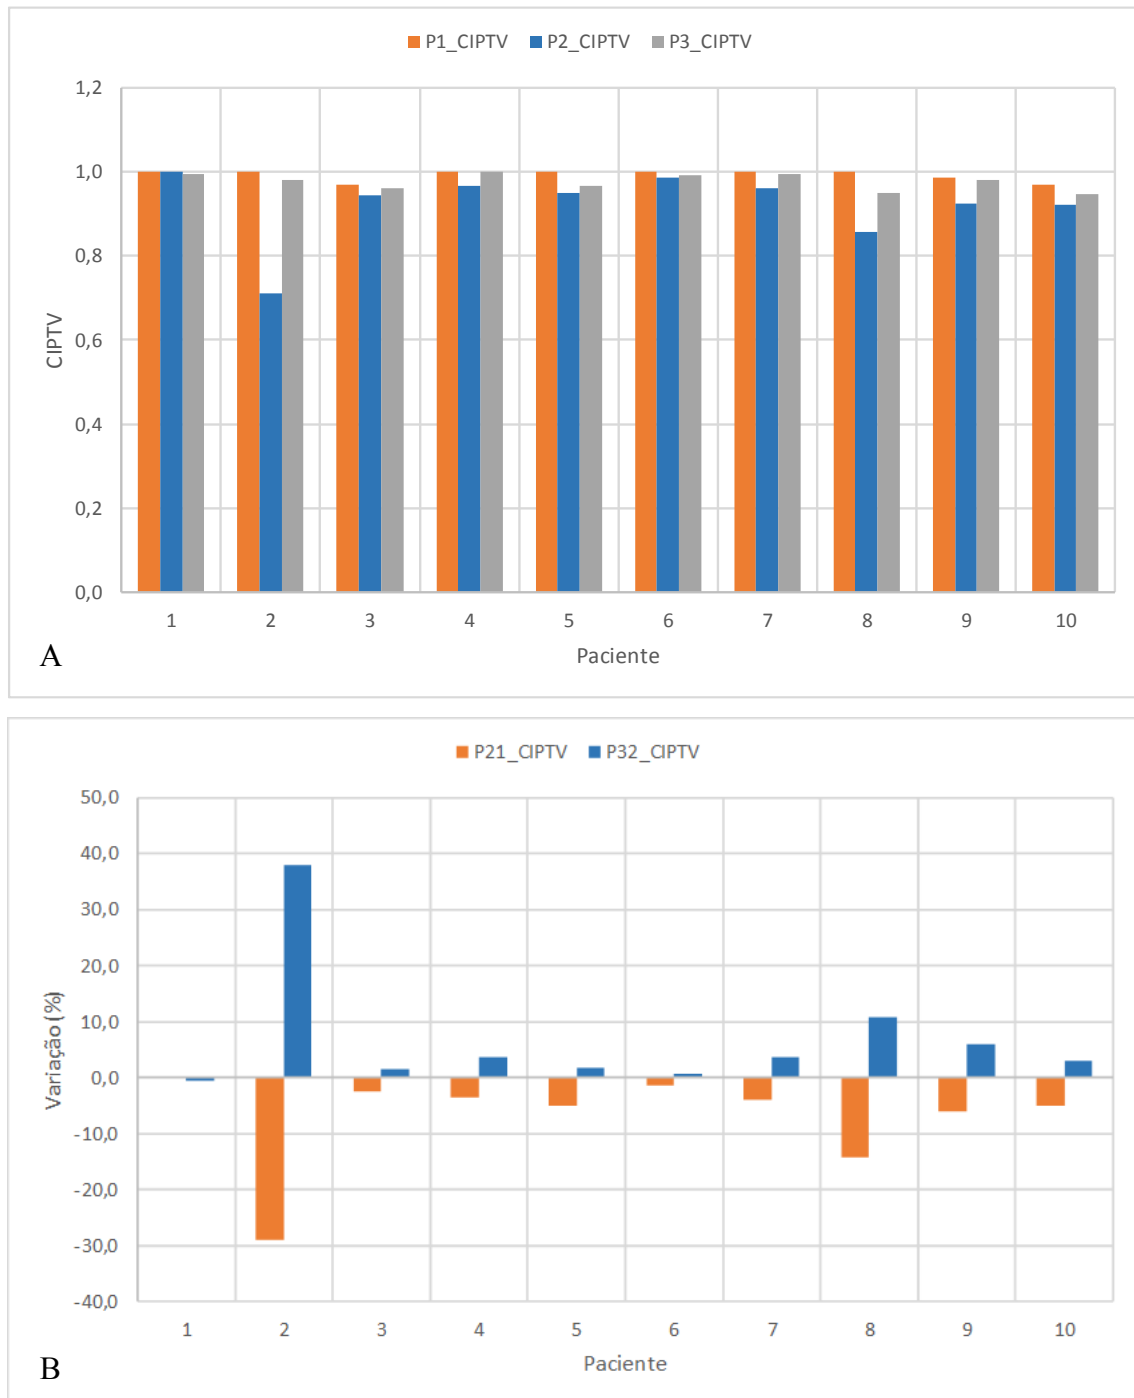 P1_CIPTV P2_CIPTV P3_CIPTV
1,2
1,0
0,8
0,6
0,4
0,2
0,0
CIPTV
1 2 3 4 5 6 7 8 9 10
Paciente
A
P21_CIPTV P32_CIPTV
50,0
40,0
30,0
20,0
10,0
0,0
-10,0
-20,0
-30,0
-40,0
Variação (%)
1 2 3 4 5 6 7 8 9 10
Paciente
B